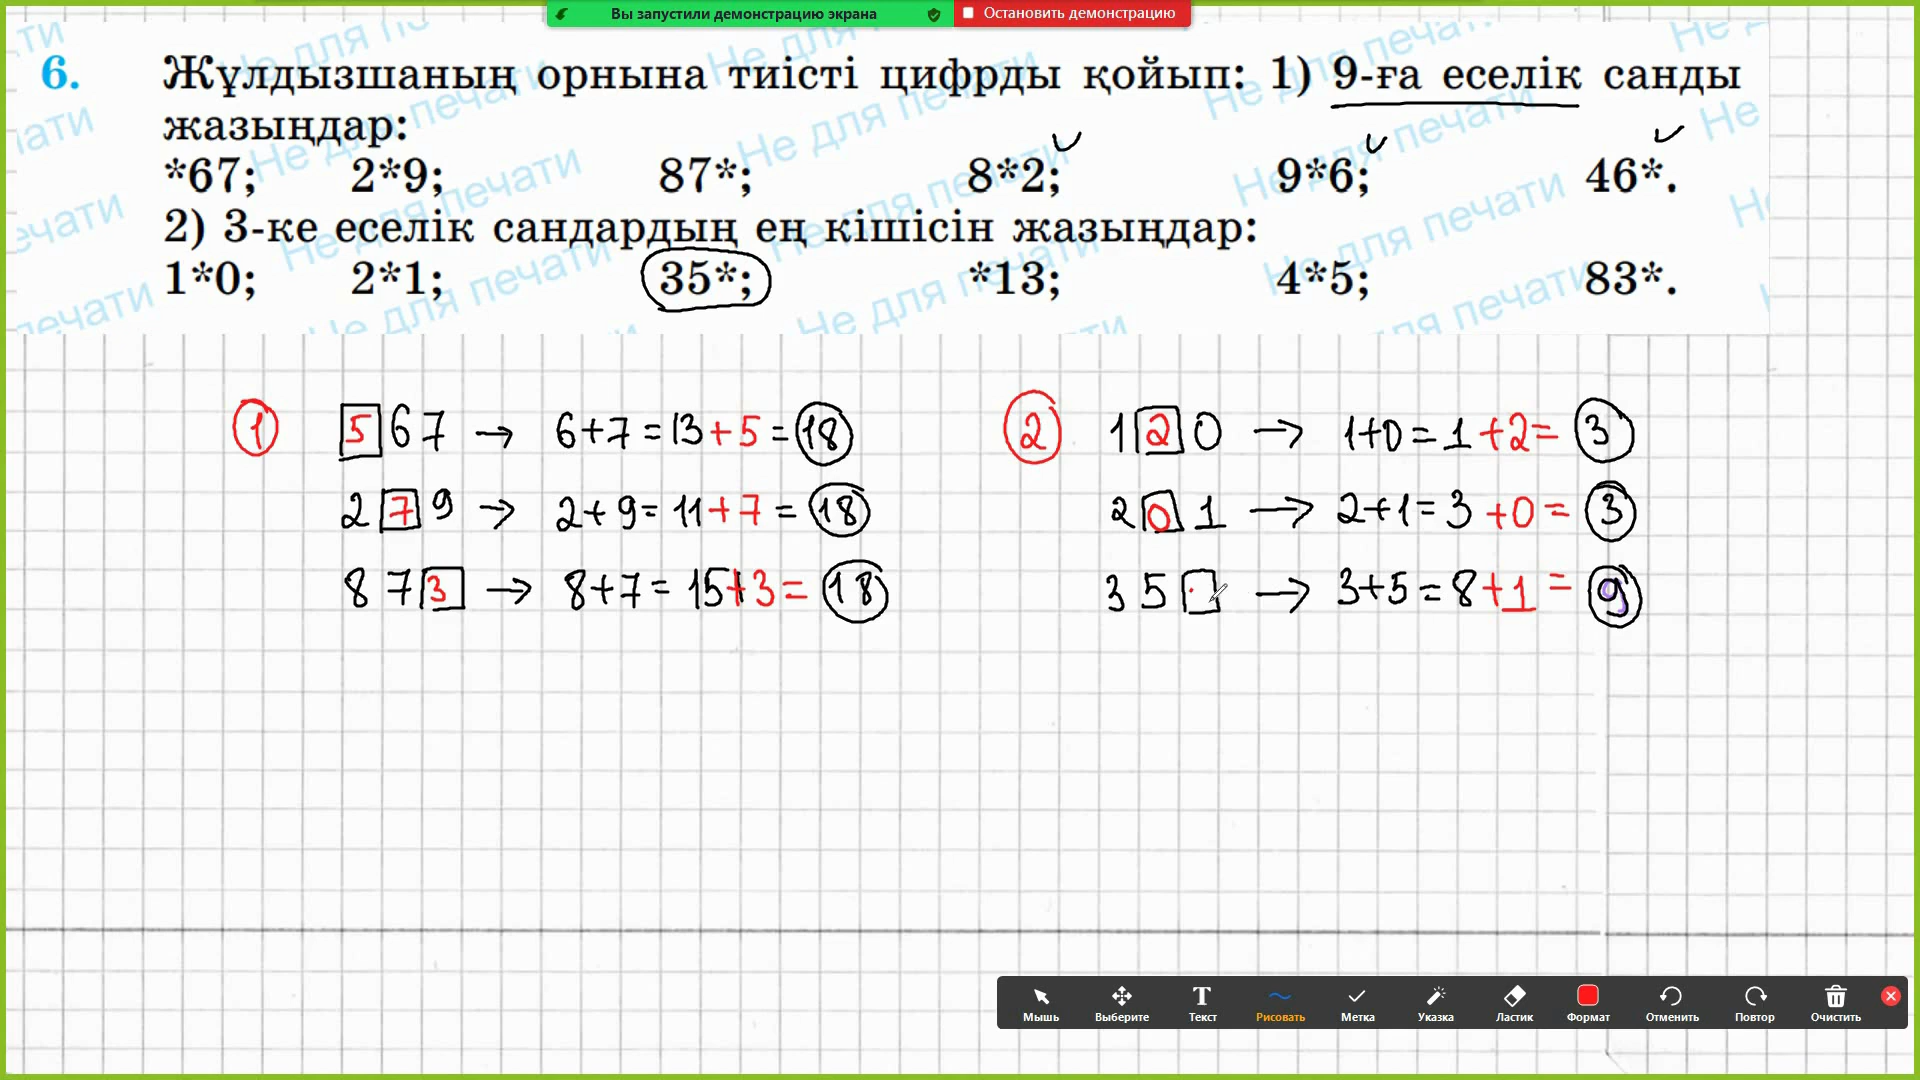 Вы запустили демонстрацию экрана Остановить демонстрацию
6. Жұлдызшаның орнына тиісті цифрды қойып: 1) 9-ға еселік санды
жазыңдар:
*67; 2*9; 87*; 8*2; 9*6; 46*.
2) 3-ке еселік сандардың ең кішісін жазыңдар:
1*0; 2*1; 35*; *13; 4*5; 83*.
Не для печати
1 567 → 6+7=13+5=18
279 → 2+9=11+7=18
873 → 8+7=15+3=18
2 120 → 1+0=1+2=3
201 → 2+1=3+0=3
35 → 3+5=8+1=9
Мышь Выберите Текст Рисовать Метка Указка Ластик Формат Отменить Повтор Очистить